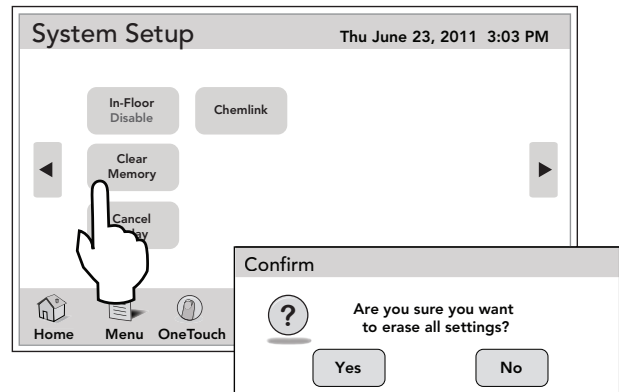 System Setup
Thu June 23, 2011 3:03 PM
In-Floor
Disable
Chemlink
Clear
Memory
Cancel
Confirm
?
Are you sure you want
to erase all settings?
Yes
No
Home
Menu
OneTouch